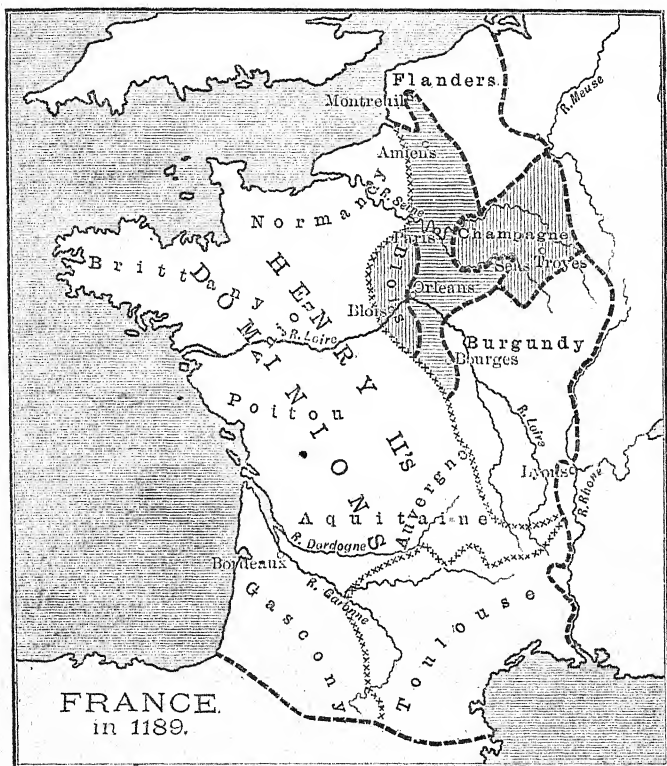 Flanders.
R. Meuse
Montreuil
Amiens
R. Seine
Normandy
Paris
Champagne
Sens
Troyes
Brittany
HENRY II'S
DOMINIONS
Anjou
Blois
Orleans
Blois
R. Loire
Burgundy
Bourges
Poitou
R. Loire
Lyons
R. Rhone
Auvergne
Aquitaine
R. Dordogne
Bordeaux
R. Garonne
Gascony
Toulouse
FRANCE.
in 1189.